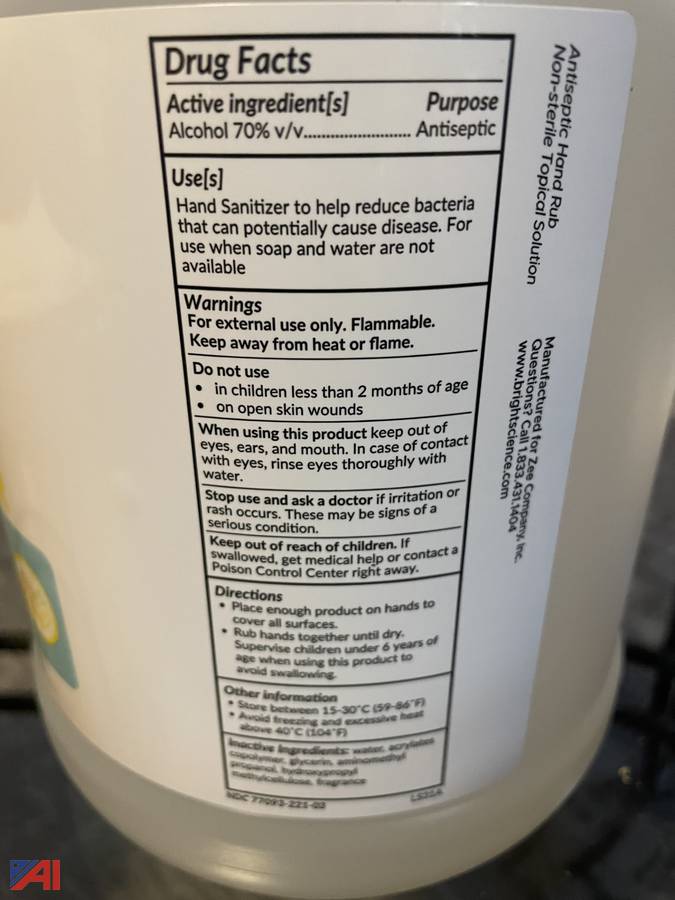 Drug Facts
Active ingredient[s] Purpose
Alcohol 70% v/v......................... Antiseptic
Use[s]
Hand Sanitizer to help reduce bacteria
that can potentially cause disease. For
use when soap and water are not
available
Warnings
For external use only. Flammable.
Keep away from heat or flame.
Do not use
• in children less than 2 months of age
• on open skin wounds
When using this product keep out of
eyes, ears, and mouth. In case of contact
with eyes, rinse eyes thoroughly with
water.
Stop use and ask a doctor if irritation or
rash occurs. These may be signs of a
serious condition.
Keep out of reach of children. If
swallowed, get medical help or contact a
Poison Control Center right away.
Directions
• Place enough product on hands to
cover all surfaces.
• Rub hands together until dry.
Supervise children under 6 years of
age when using this product to
avoid swallowing.
Other information
• Store between 15-30°C (59-86°F)
• Avoid freezing and excessive heat
above 40°C (104°F)
Inactive ingredients: water, acrylates
copolymer, glycerin, aminomethyl
propanol, hydroxypropyl
methylcellulose, fragrance
NDC 77093-221-03
Antiseptic Hand Rub
Non-sterile Topical Solution
Manufactured for Zee Company, Inc.
Questions? Call 1.833.431.1404
www.brightscience.com
AI